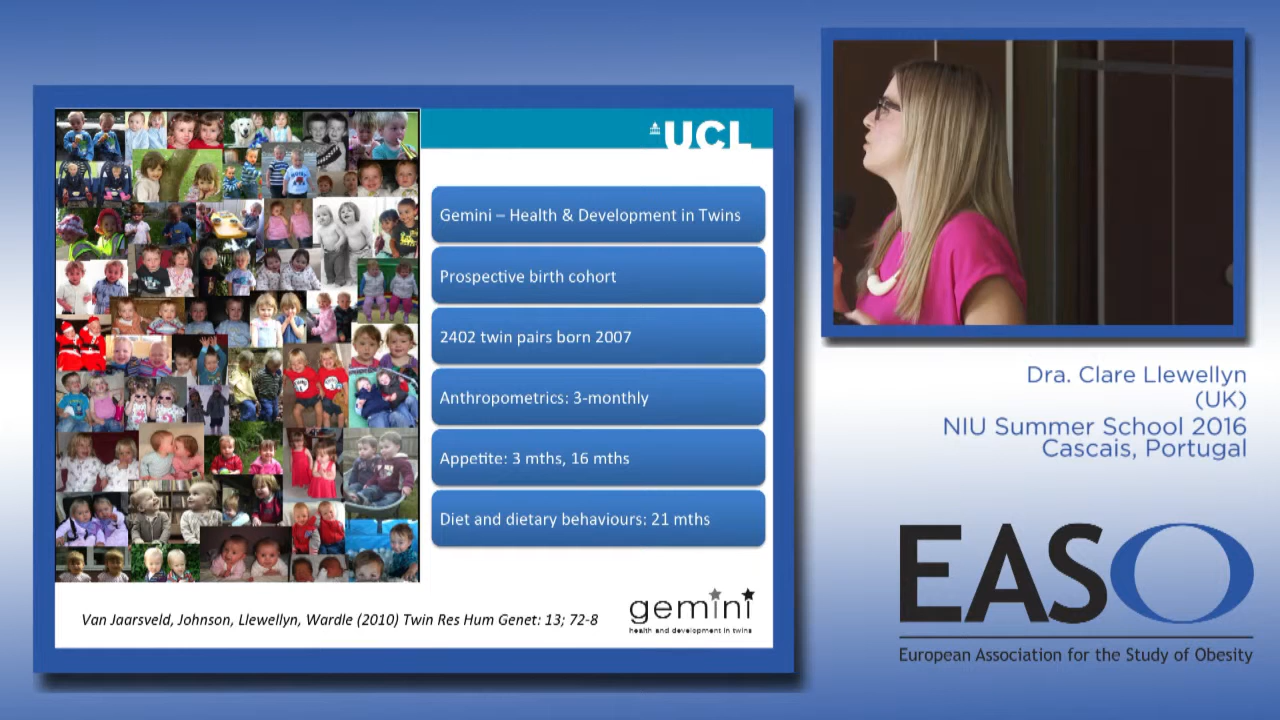 UCL
Gemini – Health & Development in Twins
Prospective birth cohort
2402 twin pairs born 2007
Anthropometrics: 3-monthly
Appetite: 3 mths, 16 mths
Diet and dietary behaviours: 21 mths
Van Jaarsveld, Johnson, Llewellyn, Wardle (2010) Twin Res Hum Genet: 13; 72-8
gemini
health and development in twins
Dra. Clare Llewellyn
(UK)
NIU Summer School 2016
Cascais, Portugal
EASO
European Association for the Study of Obesity